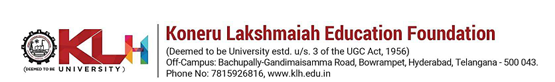 KLH
(DEEMED TO BE UNIVERSITY)
Koneru Lakshmaiah Education Foundation
(Deemed to be University estd. u/s. 3 of the UGC Act, 1956)
Off-Campus: Bachupally-Gandimaisamma Road, Bowrampet, Hyderabad, Telangana - 500 043.
Phone No: 7815926816, www.klh.edu.in